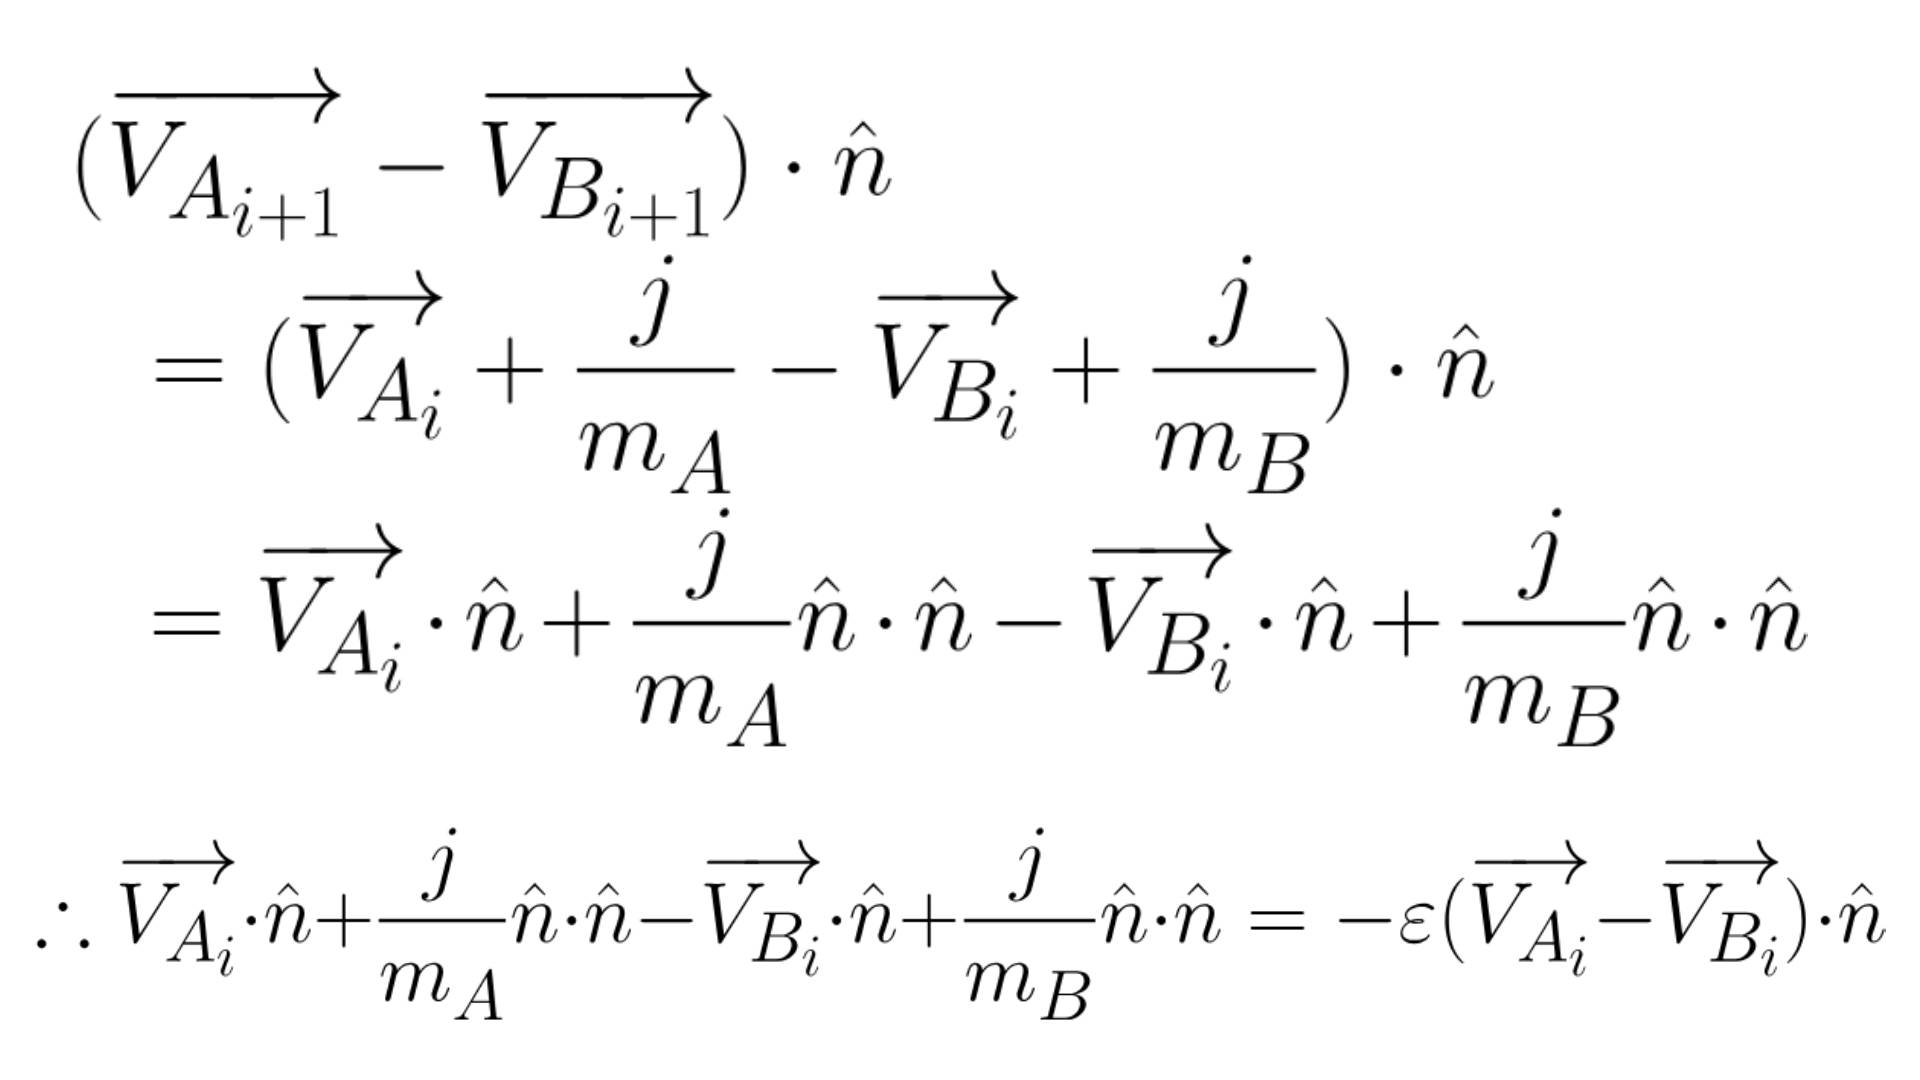 $(\overrightarrow{V_{A_{i+1}}} - \overrightarrow{V_{B_{i+1}}}) \cdot \hat{n}$
$= (\overrightarrow{V_{A_i}} + \frac{j}{m_A} - \overrightarrow{V_{B_i}} + \frac{j}{m_B}) \cdot \hat{n}$
$= \overrightarrow{V_{A_i}} \cdot \hat{n} + \frac{j}{m_A}\hat{n} \cdot \hat{n} - \overrightarrow{V_{B_i}} \cdot \hat{n} + \frac{j}{m_B}\hat{n} \cdot \hat{n}$
$\therefore \overrightarrow{V_{A_i}} \cdot \hat{n} + \frac{j}{m_A}\hat{n} \cdot \hat{n} - \overrightarrow{V_{B_i}} \cdot \hat{n} + \frac{j}{m_B}\hat{n} \cdot \hat{n} = -\varepsilon(\overrightarrow{V_{A_i}} - \overrightarrow{V_{B_i}}) \cdot \hat{n}$